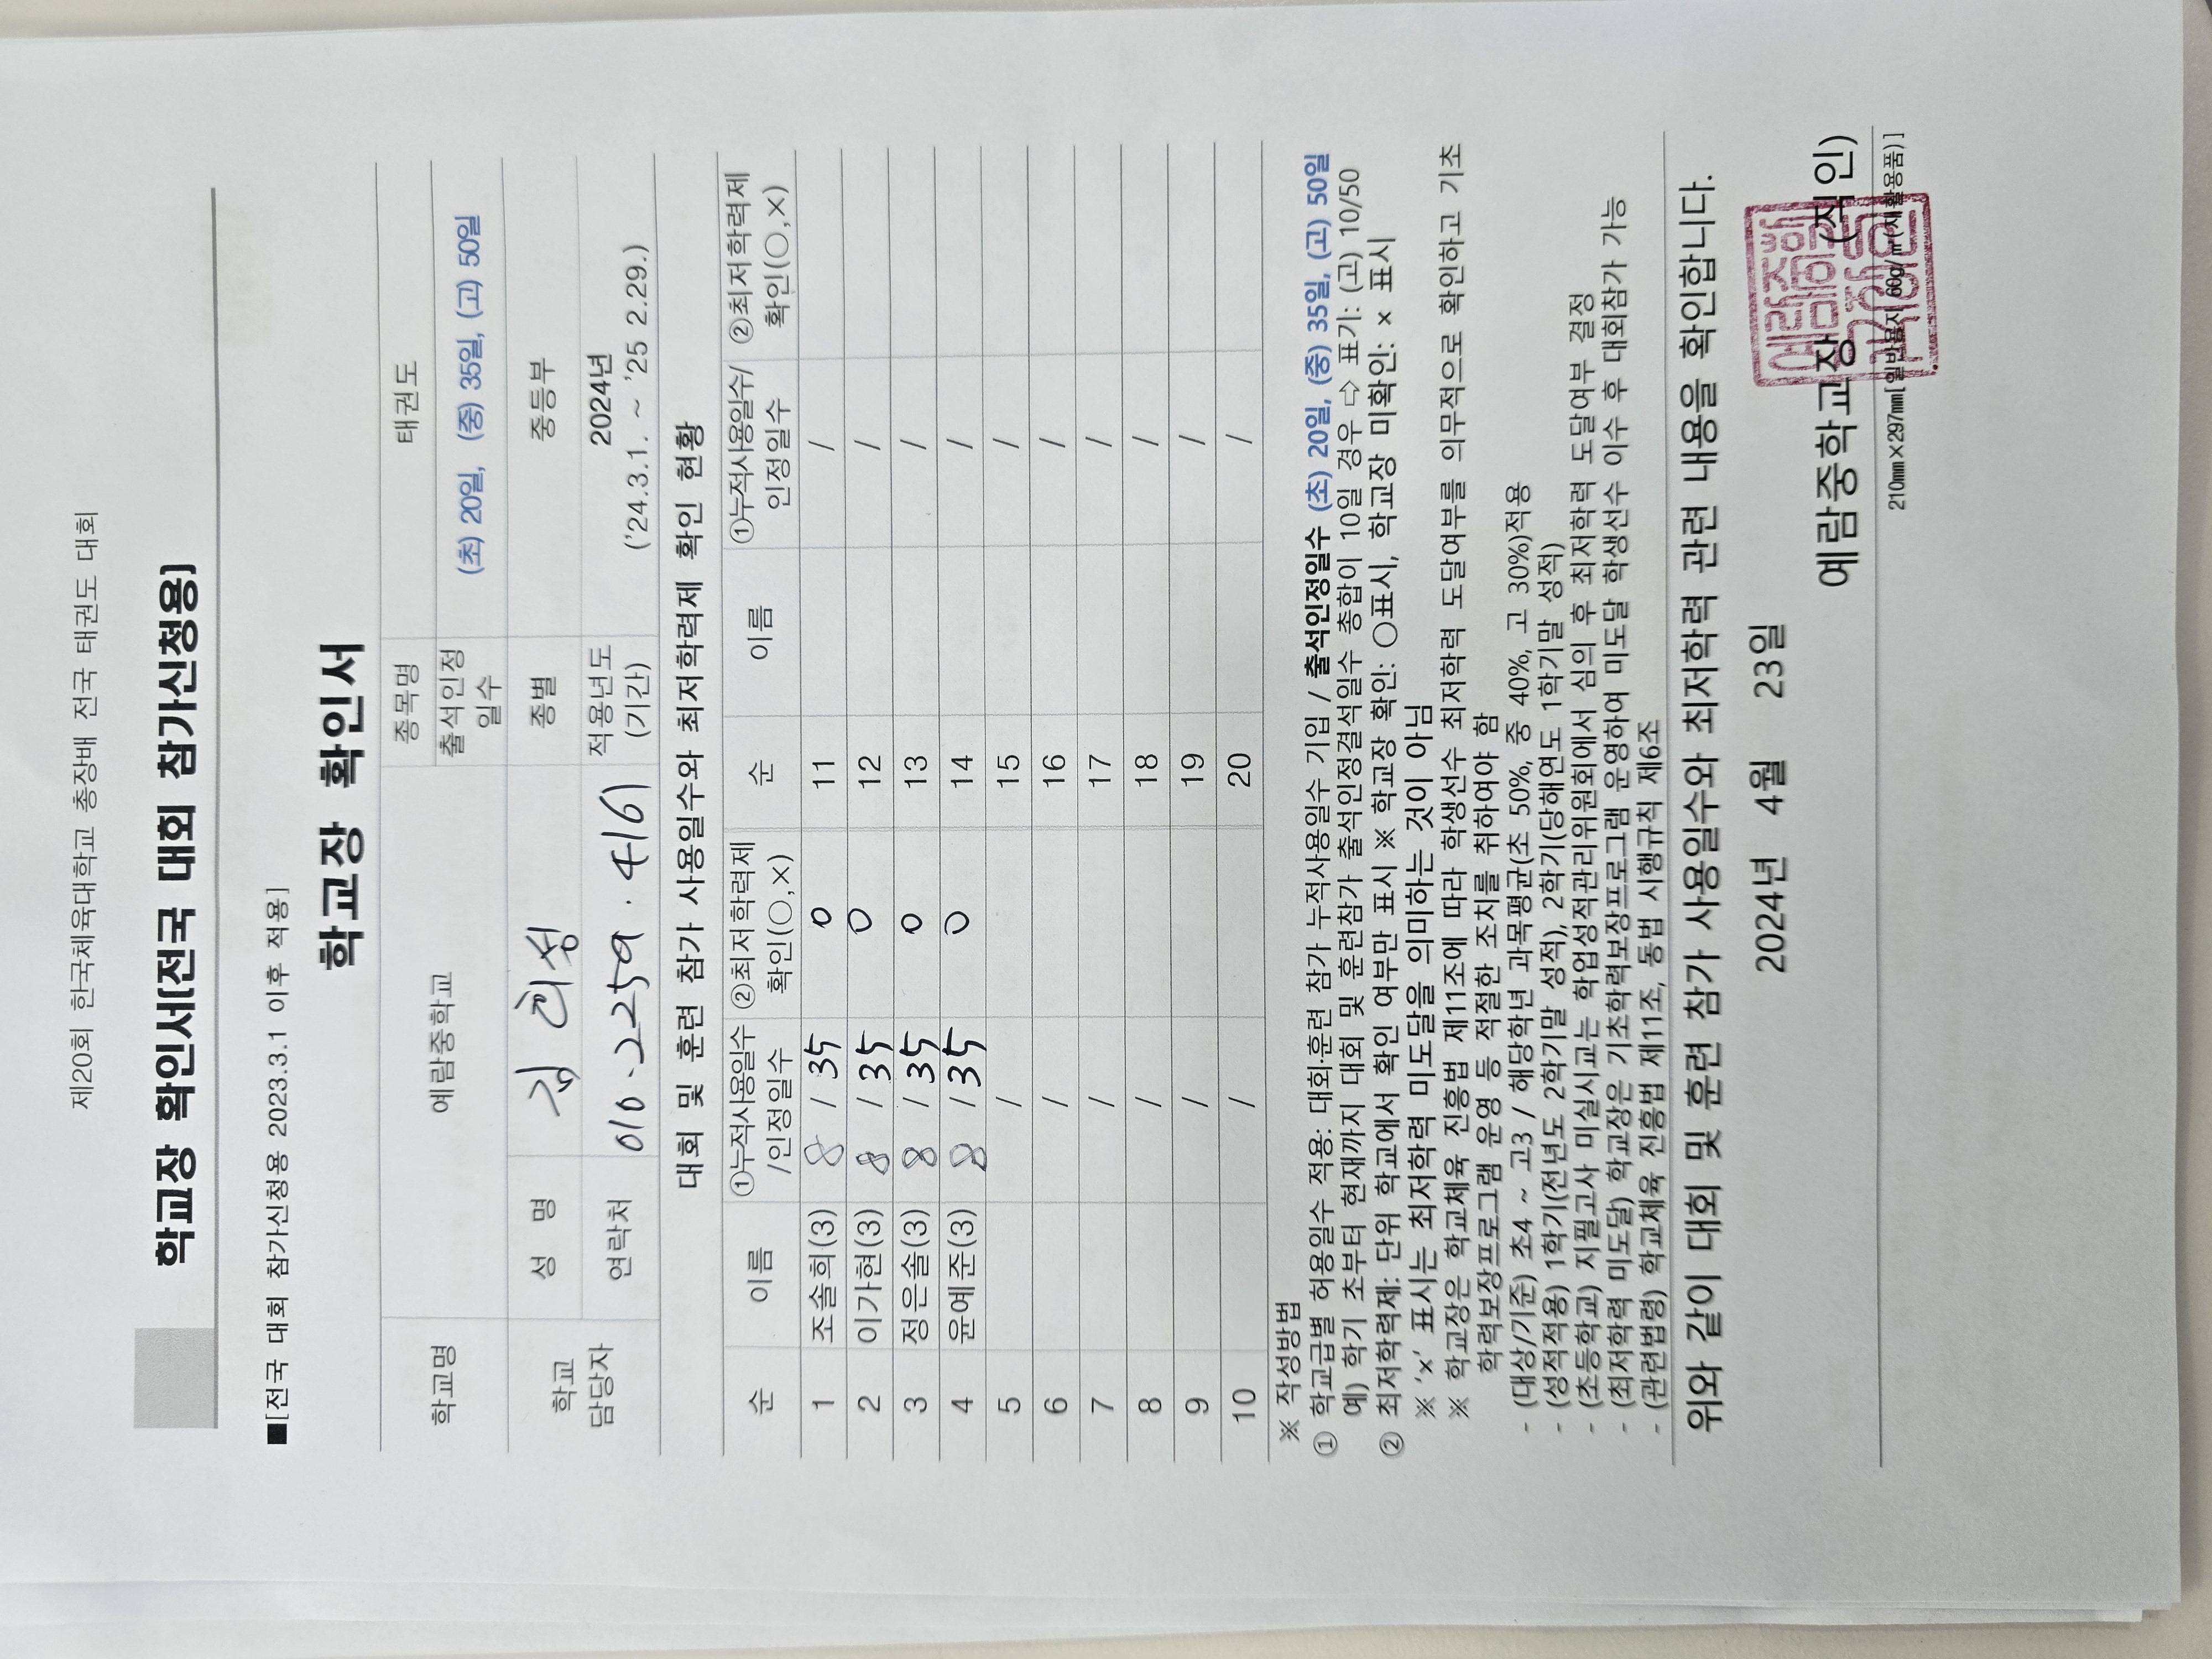 제20회 한국체육대학교 총장배 전국 태권도 대회
학교장 확인서[전국 대회 참가신청용]
■[전국 대회 참가신청용 2023.3.1 이후 적용]
학교장 확인서
학교명 예람중학교 종목명 태권도
출석인정 일수 (초) 20일, (중) 35일, (고) 50일
학교 담당자 성 명 김희성 종별 중등부
연락처 010.2259.4161 적용년도 (기간) 2024년 ('24.3.1. ~ '25 2.29.)
대회 및 훈련 참가 사용일수와 최저학력제 확인 현황
순 이름 ①누적사용일수/인정일수 ②최저학력제 확인(○,×) 순 이름 ①누적사용일수/인정일수 ②최저학력제 확인(○,×)
1 조솔희(3) 8 / 35 ○ 11 /
2 이가현(3) 8 / 35 ○ 12 /
3 정은솔(3) 8 / 35 ○ 13 /
4 윤예준(3) 8 / 35 ○ 14 /
5 / 15 /
6 / 16 /
7 / 17 /
8 / 18 /
9 / 19 /
10 / 20 /
※ 작성방법
① 학교급별 허용일수 적용: 대회·훈련 참가 누적사용일수 기입 / 출석인정일수 (초) 20일, (중) 35일, (고) 50일
예) 학기 초부터 현재까지 대회 및 훈련참가 출석인정결석일수 총합이 10일 경우 ⇨ 표기: (고) 10/50
② 최저학력제: 단위 학교에서 확인 여부만 표시 ※ 학교장 확인: ○표시, 학교장 미확인: × 표시
※ 'x' 표시는 최저학력 미도달을 의미하는 것이 아님
※ 학교장은 학교체육 진흥법 제11조에 따라 학생선수 최저학력 도달여부를 의무적으로 확인하고 기초
학력보장프로그램 운영 등 적절한 조치를 취하여야 함
- (대상/기준) 초4 ~ 고3 / 해당학년 과목평균(초 50%, 중 40%, 고 30%)적용
- (성적적용) 1학기(전년도 2학기말 성적), 2학기(당해연도 1학기말 성적)
- (초등학교) 지필고사 미실시교는 학업성적관리위원회에서 심의 후 최저학력 도달여부 결정
- (최저학력 미도달) 학교장은 기초학력보장프로그램 운영하여 미도달 학생선수 이수 후 대회참가 가능
- (관련법령) 학교체육 진흥법 제11조, 동법 시행규칙 제6조
위와 같이 대회 및 훈련 참가 사용일수와 최저학력 관련 내용을 확인합니다.
2024년 4월 23일
예람중학교장 (직인)
210㎜×297㎜[일반용지 60g/㎡(재활용품)]